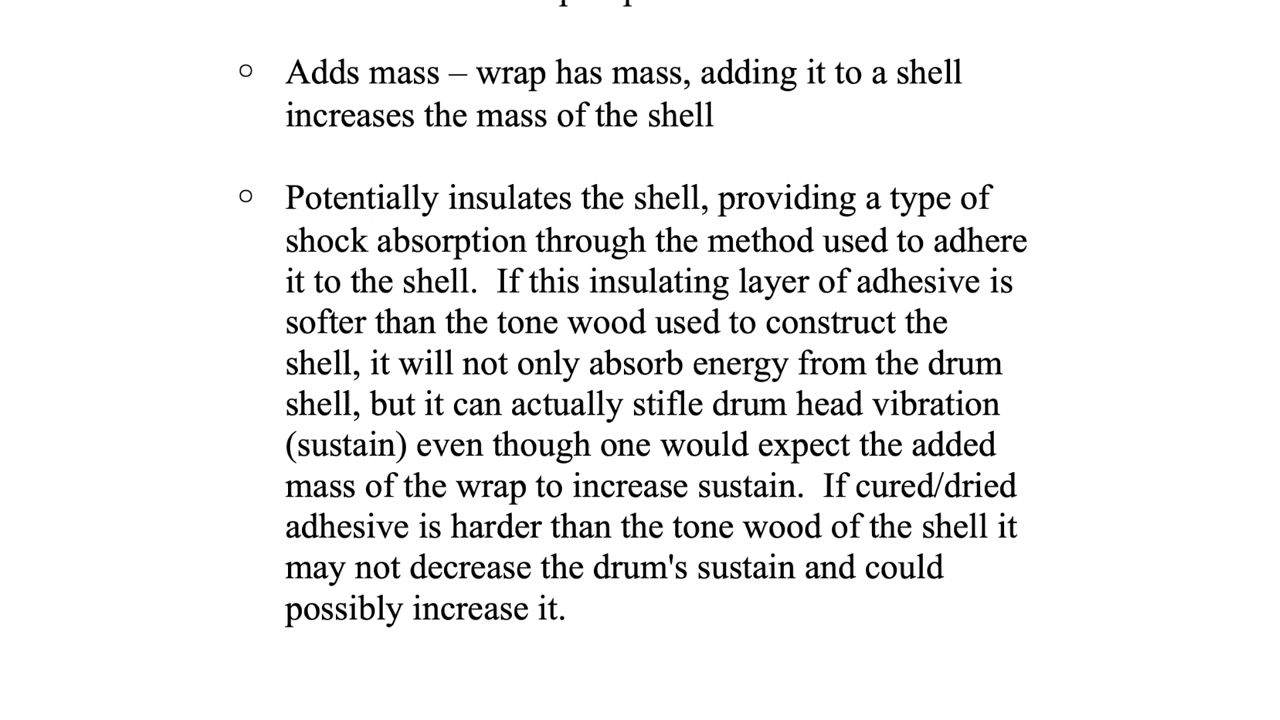 ○ Adds mass – wrap has mass, adding it to a shell
increases the mass of the shell
○ Potentially insulates the shell, providing a type of
shock absorption through the method used to adhere
it to the shell.  If this insulating layer of adhesive is
softer than the tone wood used to construct the
shell, it will not only absorb energy from the drum
shell, but it can actually stifle drum head vibration
(sustain) even though one would expect the added
mass of the wrap to increase sustain.  If cured/dried
adhesive is harder than the tone wood of the shell it
may not decrease the drum's sustain and could
possibly increase it.